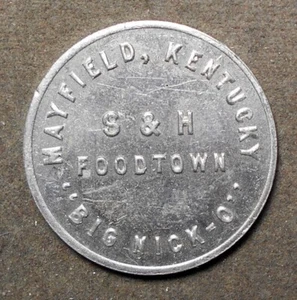 MAYFIELD, KENTUCKY
S & H
FOODTOWN
"BIG NICK-O"